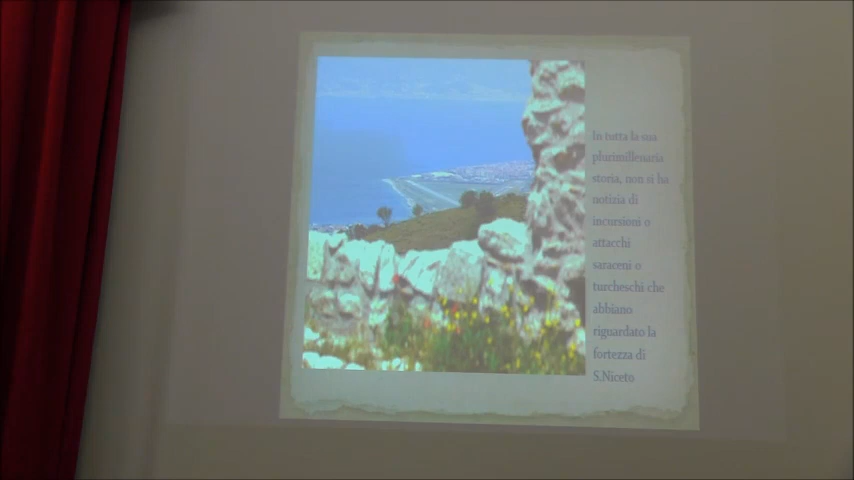 In tutta la sua
plurimillenaria
storia, non si ha
notizia di
incursioni o
attacchi
saraceni o
turcheschi che
abbiano
riguardato la
fortezza di
S.Niceto